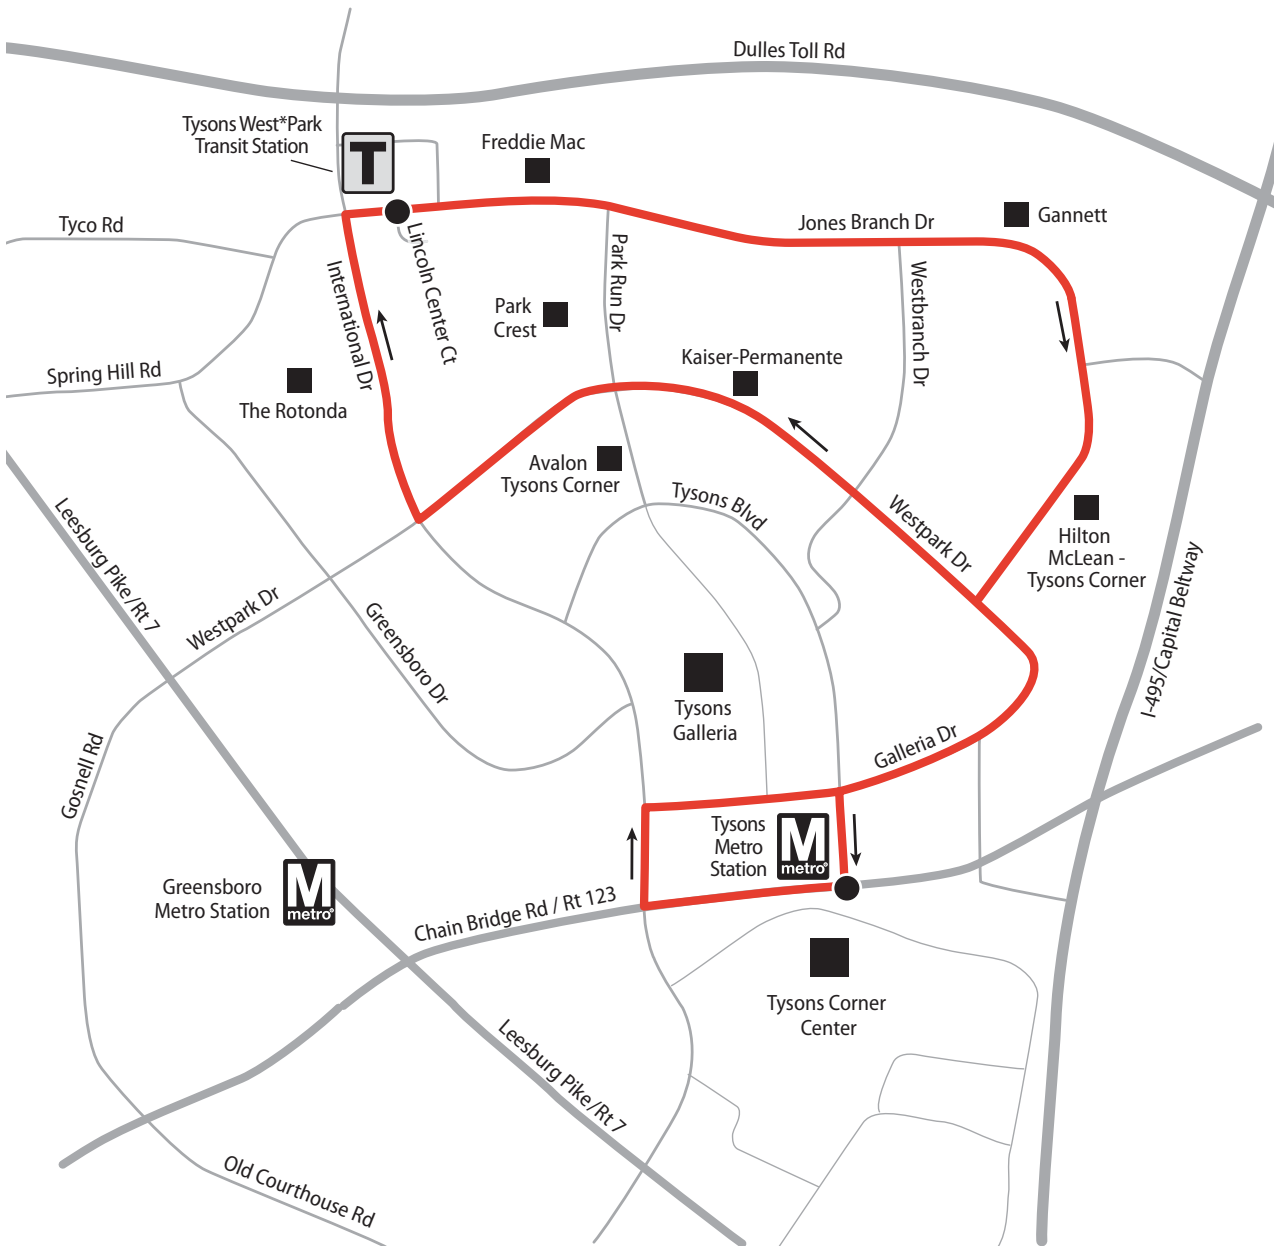 Dulles Toll Rd
Tysons West*Park
Transit Station
T
Freddie Mac
Gannett
Jones Branch Dr
Tyco Rd
Lincoln Center Ct
International Dr
Park Run Dr
Westbranch Dr
Park
Crest
Kaiser-Permanente
Spring Hill Rd
The Rotonda
Avalon
Tysons Corner
Tysons Blvd
Westpark Dr
Hilton
McLean -
Tysons Corner
Leesburg Pike/Rt 7
I-495/Capital Beltway
Westpark Dr
Greensboro Dr
Tysons
Galleria
Galleria Dr
Gosnell Rd
Tysons
Metro
Station
M
metro®
Greensboro
Metro Station
M
metro®
Chain Bridge Rd / Rt 123
Tysons Corner
Center
Leesburg Pike/Rt 7
Old Courthouse Rd